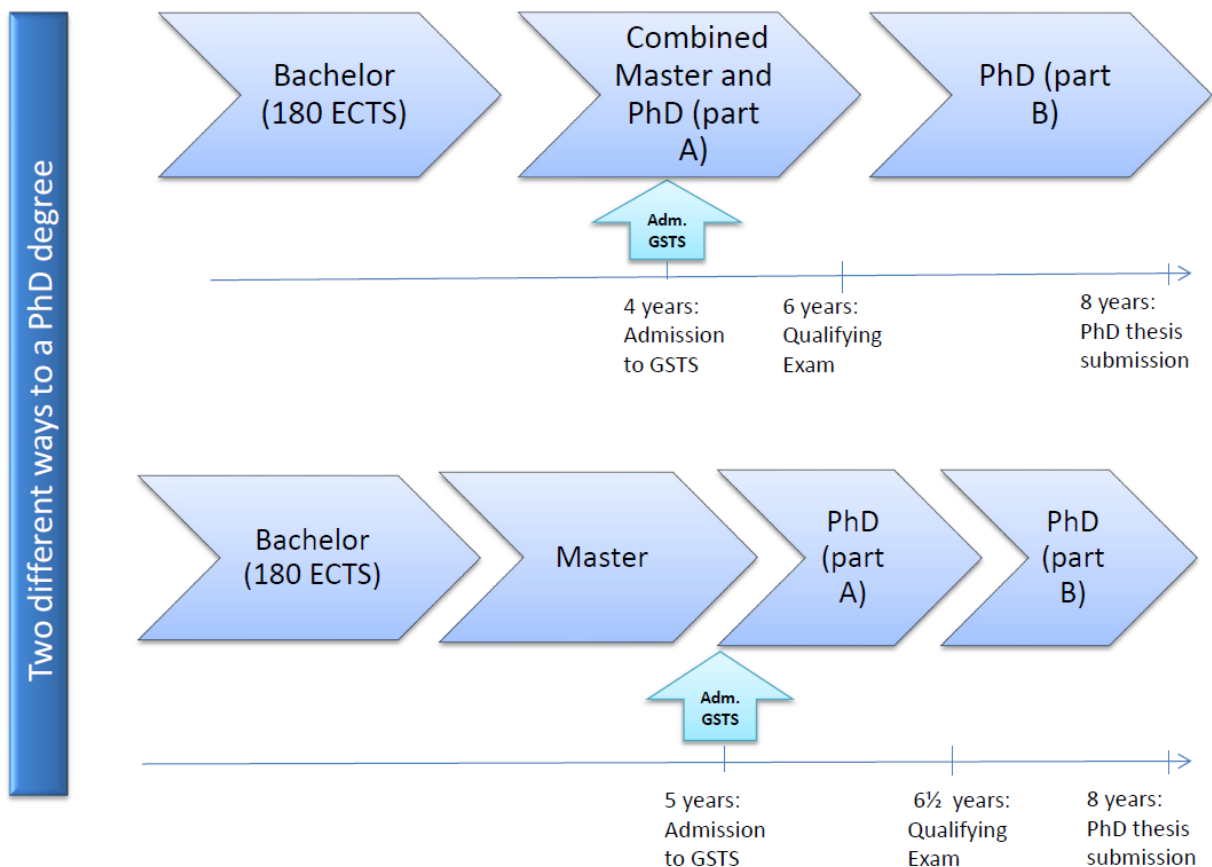 Two different ways to a PhD degree
Bachelor
(180 ECTS)
Combined
Master and
PhD (part
A)
PhD (part
B)
Adm.
GSTS
4 years:
Admission
to GSTS
6 years:
Qualifying
Exam
8 years:
PhD thesis
submission
Bachelor
(180 ECTS)
Master
PhD
(part
A)
PhD
(part
B)
Adm.
GSTS
5 years:
Admission
to GSTS
6½ years:
Qualifying
Exam
8 years:
PhD thesis
submission